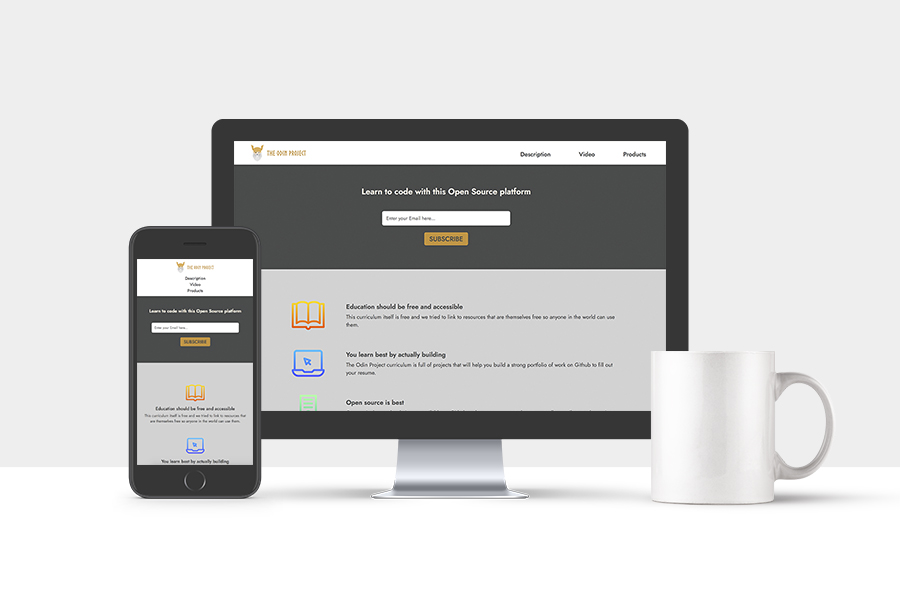 THE ODIN PROJECT
Description
Video
Products
Learn to code with this Open Source platform
Enter your Email here...
SUBSCRIBE
Education should be free and accessible
This curriculum itself is free and we tried to link to resources that are themselves free so anyone in the world can use
them.
You learn best by actually building
The Odin Project curriculum is full of projects that will help you build a strong portfolio of work on Github to fill out
your resume.
Open source is best
THE ODIN PROJECT
Description
Video
Products
Learn to code with this Open Source platform
Enter your Email here...
SUBSCRIBE
Education should be free and accessible
This curriculum itself is free and we tried to link to resources that
are themselves free so anyone in the world can use them.
You learn best by actually building